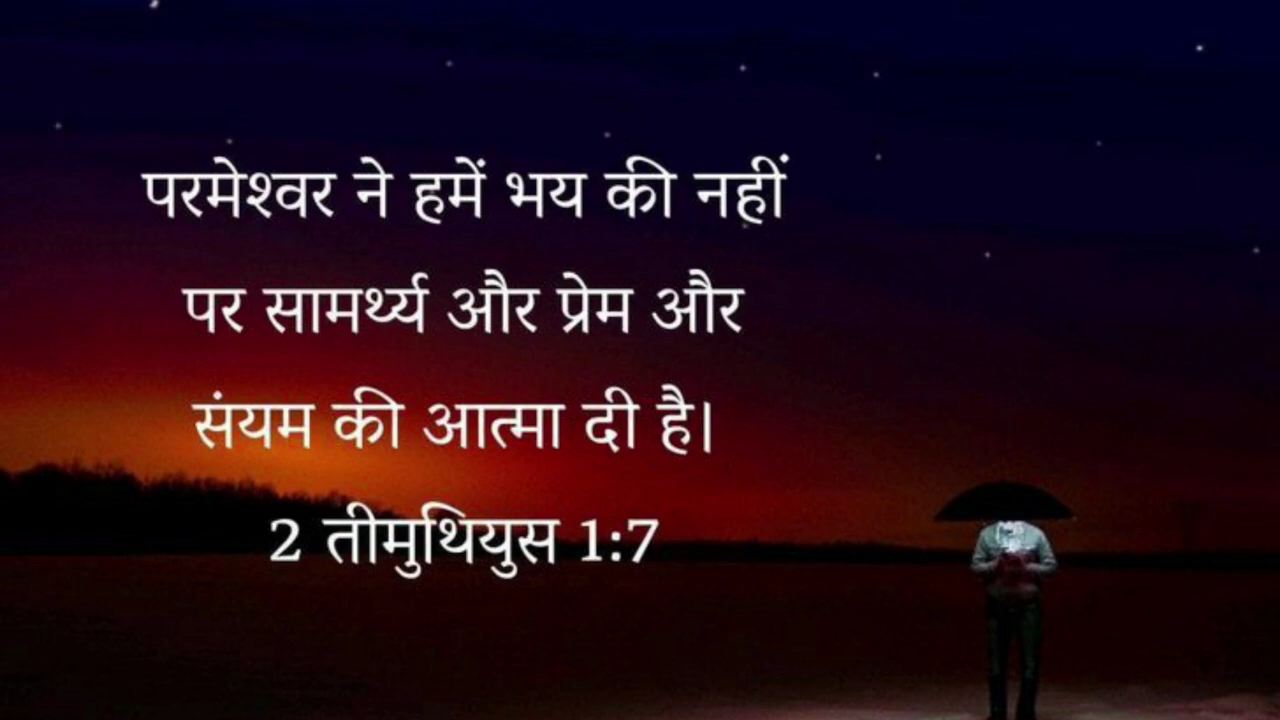 परमेश्वर ने हमें भय की नहीं
पर सामर्थ्य और प्रेम और
संयम की आत्मा दी है।
2 तीमुथियुस 1:7